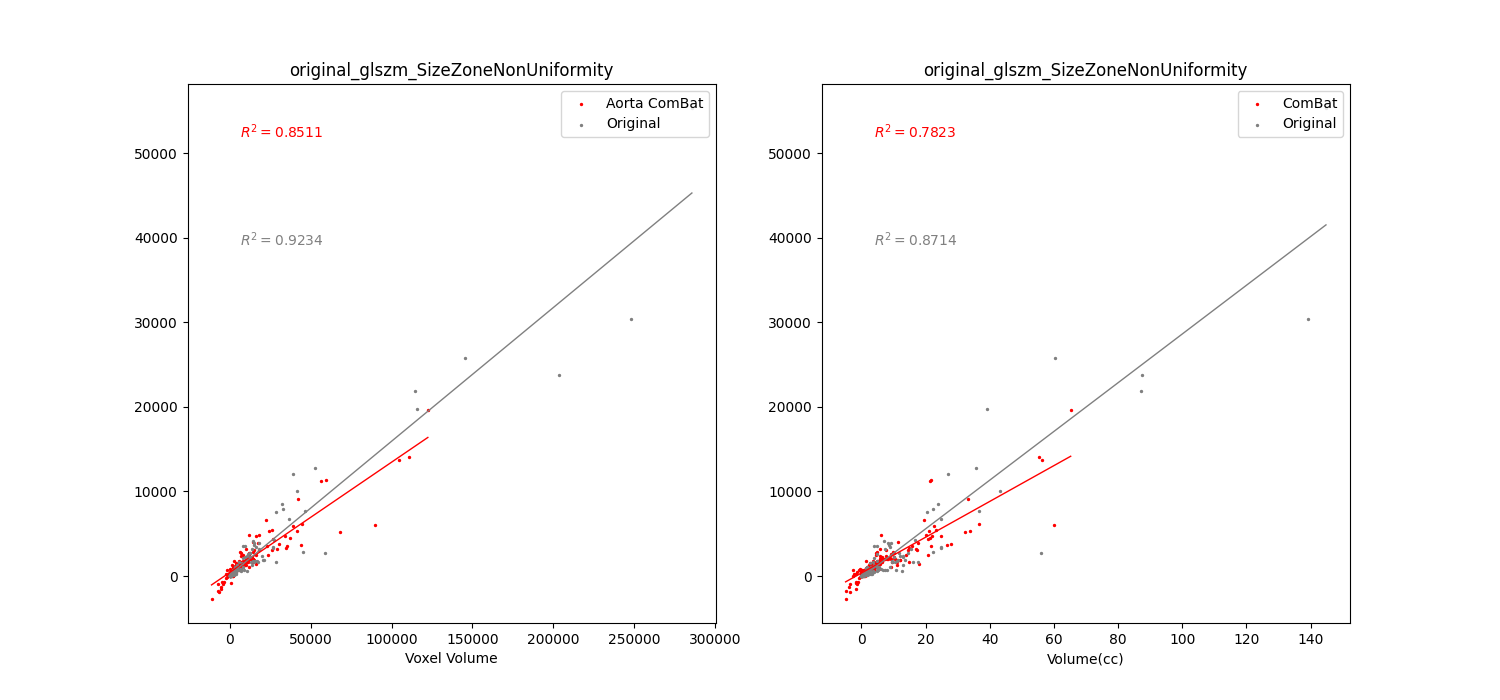 original_glszm_SizeZoneNonUniformity
Aorta ComBat
Original
R² = 0.8511
R² = 0.9234
50000
40000
30000
20000
10000
0
0 50000 100000 150000 200000 250000 300000
Voxel Volume
original_glszm_SizeZoneNonUniformity
ComBat
Original
R² = 0.7823
R² = 0.8714
50000
40000
30000
20000
10000
0
0 20 40 60 80 100 120 140
Volume(cc)